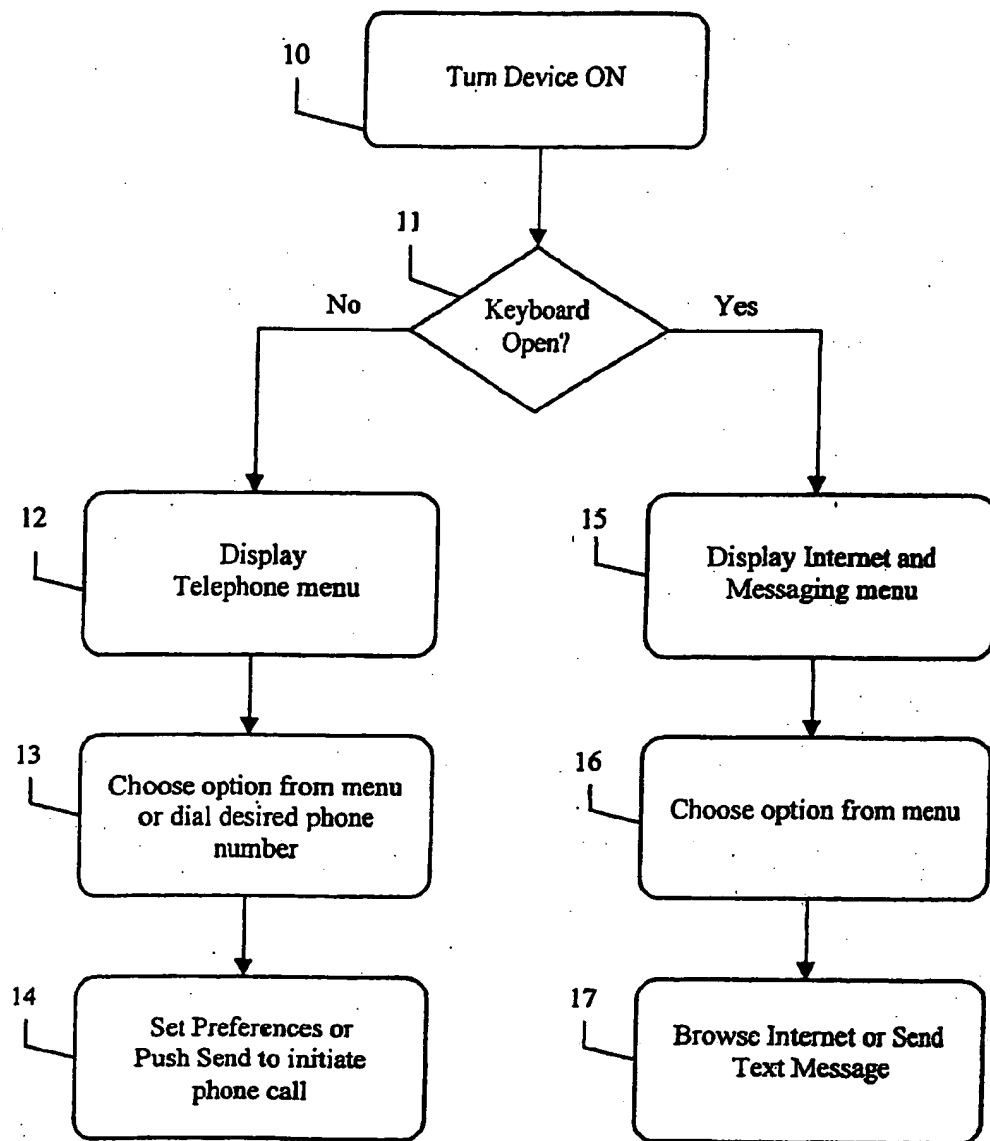 10
Turn Device ON
11
No
Keyboard
Open?
Yes
12
Display
Telephone menu
15
Display Internet and
Messaging menu
13
Choose option from menu
or dial desired phone
number
16
Choose option from menu
14
Set Preferences or
Push Send to initiate
phone call
17
Browse Internet or Send
Text Message